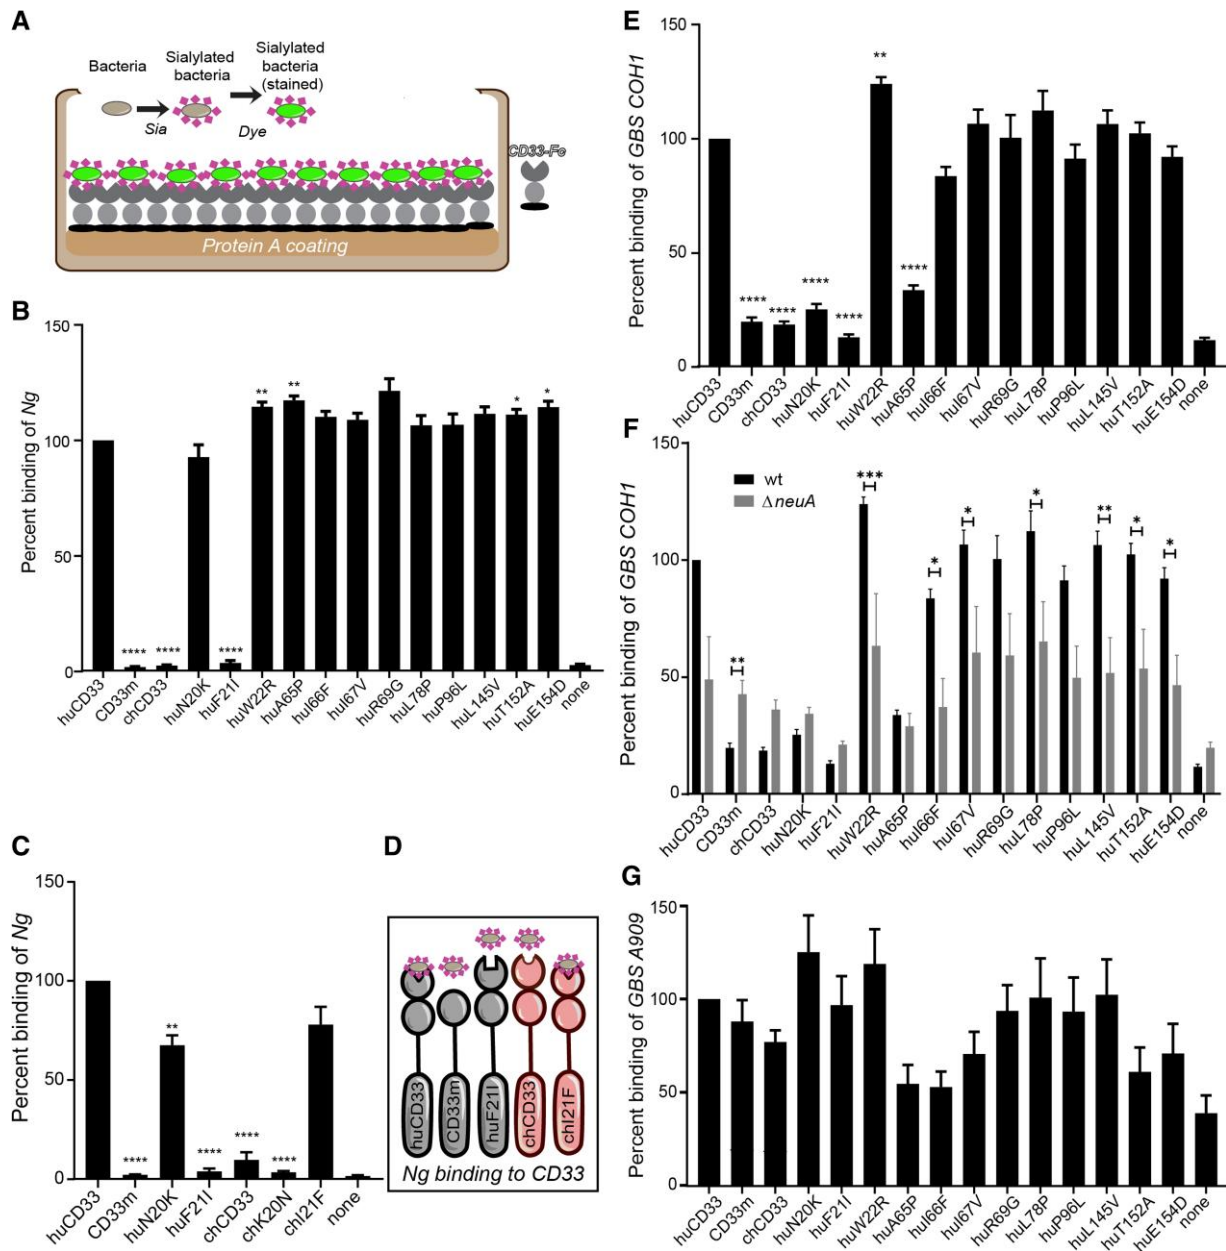 A
Bacteria
Sialylated
bacteria
Sialylated
bacteria
(stained)
Sia
Dye
CD33-Fc
Protein A coating
B
Percent binding of Ng
150
100
50
0
****
****
****
**
**
*
*
huCD33
CD33m
chCD33
huN20K
huF21I
huW22R
huA65P
huI66F
huI67V
huR69G
huL78P
huP96L
huL145V
huT152A
huE154D
none
C
Percent binding of Ng
150
100
50
0
****
**
****
****
****
huCD33
CD33m
huN20K
huF21I
chCD33
chK20N
chI21F
none
D
huCD33
CD33m
huF21I
chCD33
chI21F
Ng binding to CD33
E
Percent binding of GBS COH1
150
100
50
0
****
****
****
****
**
****
huCD33
CD33m
chCD33
huN20K
huF21I
huW22R
huA65P
huI66F
huI67V
huR69G
huL78P
huP96L
huL145V
huT152A
huE154D
none
F
Percent binding of GBS COH1
150
100
50
0
wt
ΔneuA
**
***
*
*
*
**
*
*
huCD33
CD33m
chCD33
huN20K
huF21I
huW22R
huA65P
huI66F
huI67V
huR69G
huL78P
huP96L
huL145V
huT152A
huE154D
none
G
Percent binding of GBS A909
150
100
50
0
huCD33
CD33m
chCD33
huN20K
huF21I
huW22R
huA65P
huI66F
huI67V
huR69G
huL78P
huP96L
huL145V
huT152A
huE154D
none